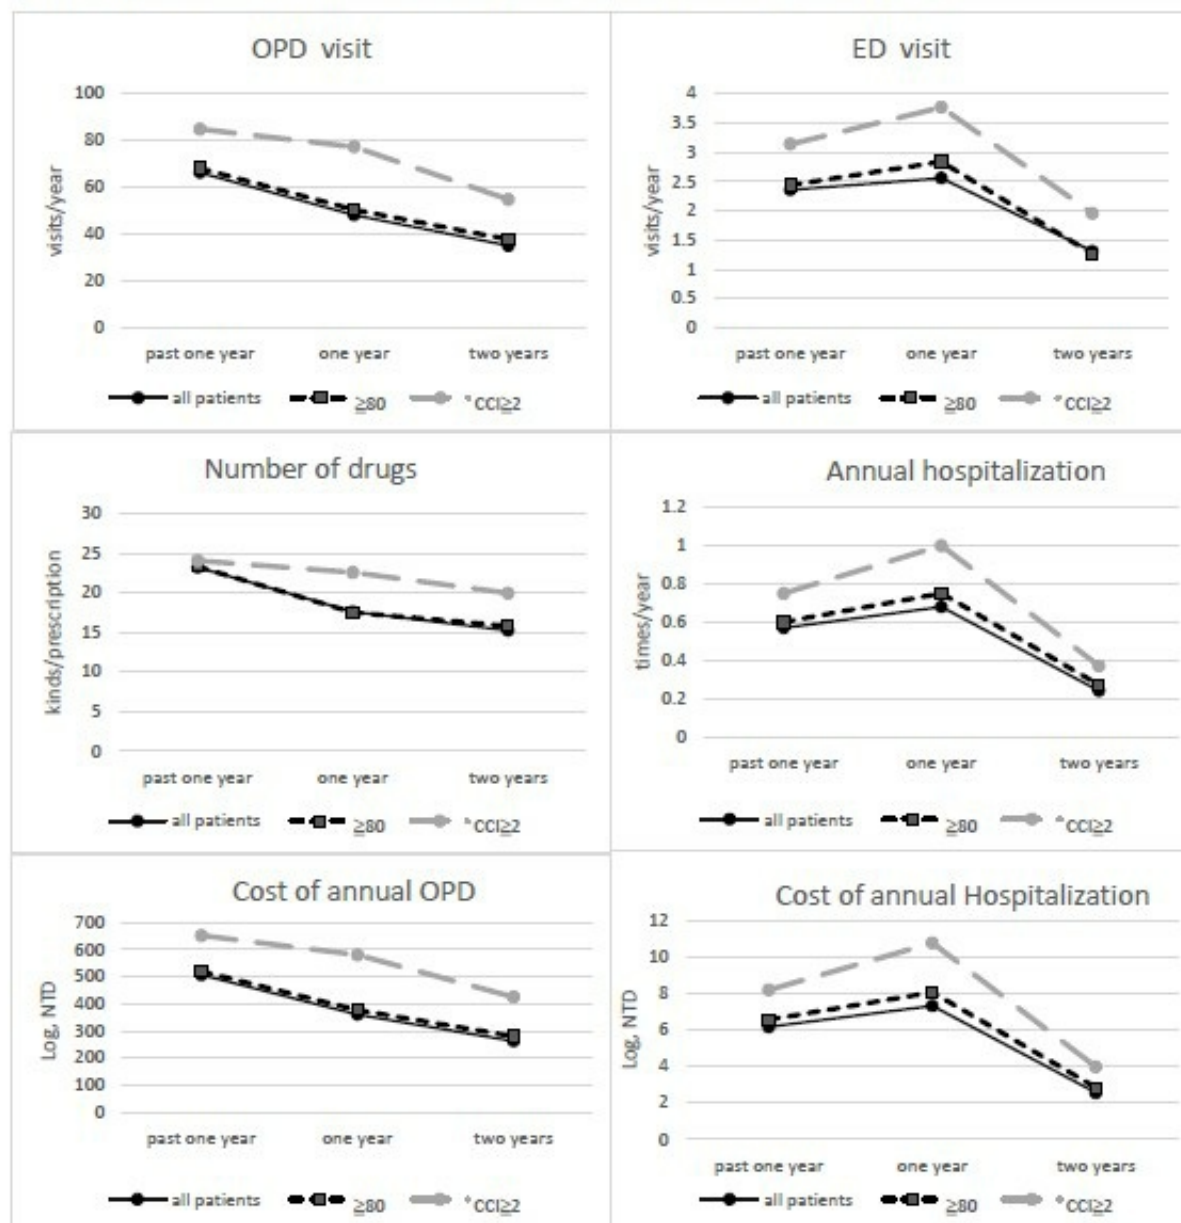 OPD visit
visits/year
100
80
60
40
20
0
past one year one year two years
all patients ≥80 CCI≥2
ED visit
visits/year
4
3.5
3
2.5
2
1.5
1
0.5
0
past one year one year two years
all patients ≥80 CCI≥2
Number of drugs
kinds/prescription
30
25
20
15
10
5
0
past one year one year two years
all patients ≥80 CCI≥2
Annual hospitalization
times/year
1.2
1
0.8
0.6
0.4
0.2
0
past one year one year two years
all patients ≥80 CCI≥2
Cost of annual OPD
Log, NTD
700
600
500
400
300
200
100
0
past one year one year two years
all patients ≥80 CCI≥2
Cost of annual Hospitalization
Log, NTD
12
10
8
6
4
2
0
past one year one year two years
all patients ≥80 CCI≥2